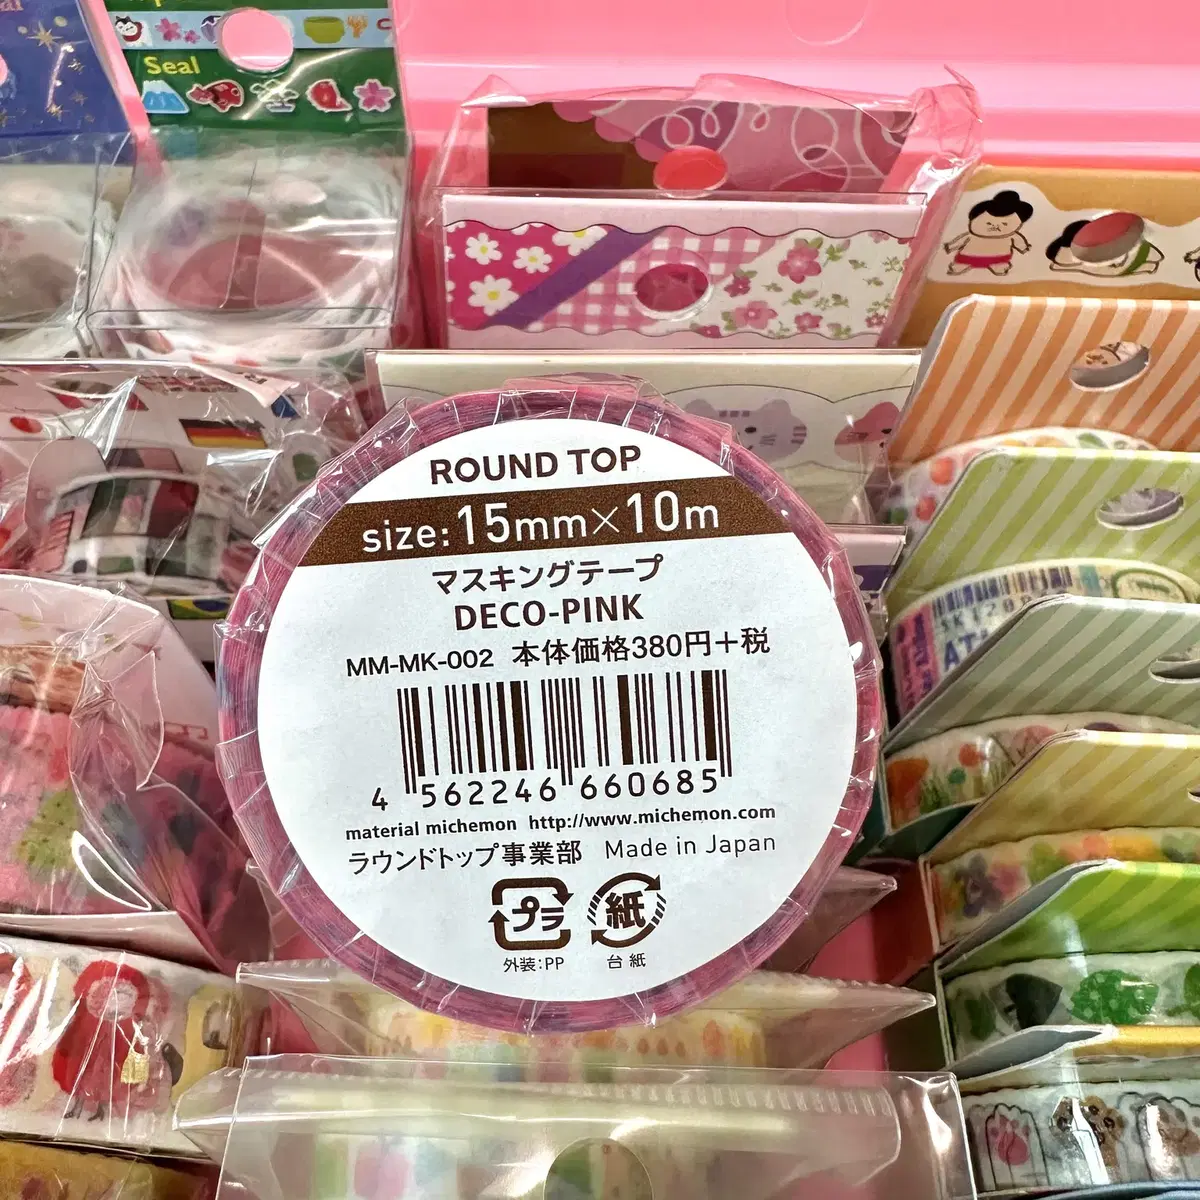 Seal
ROUND TOP
size:15mm×10m
マスキングテープ
DECO-PINK
MM-MK-002 本体価格380円＋税
4 562246 660685
material michemon http://www.michemon.com
ラウンドトップ事業部 Made in Japan
プラ 紙
外装:PP 台紙